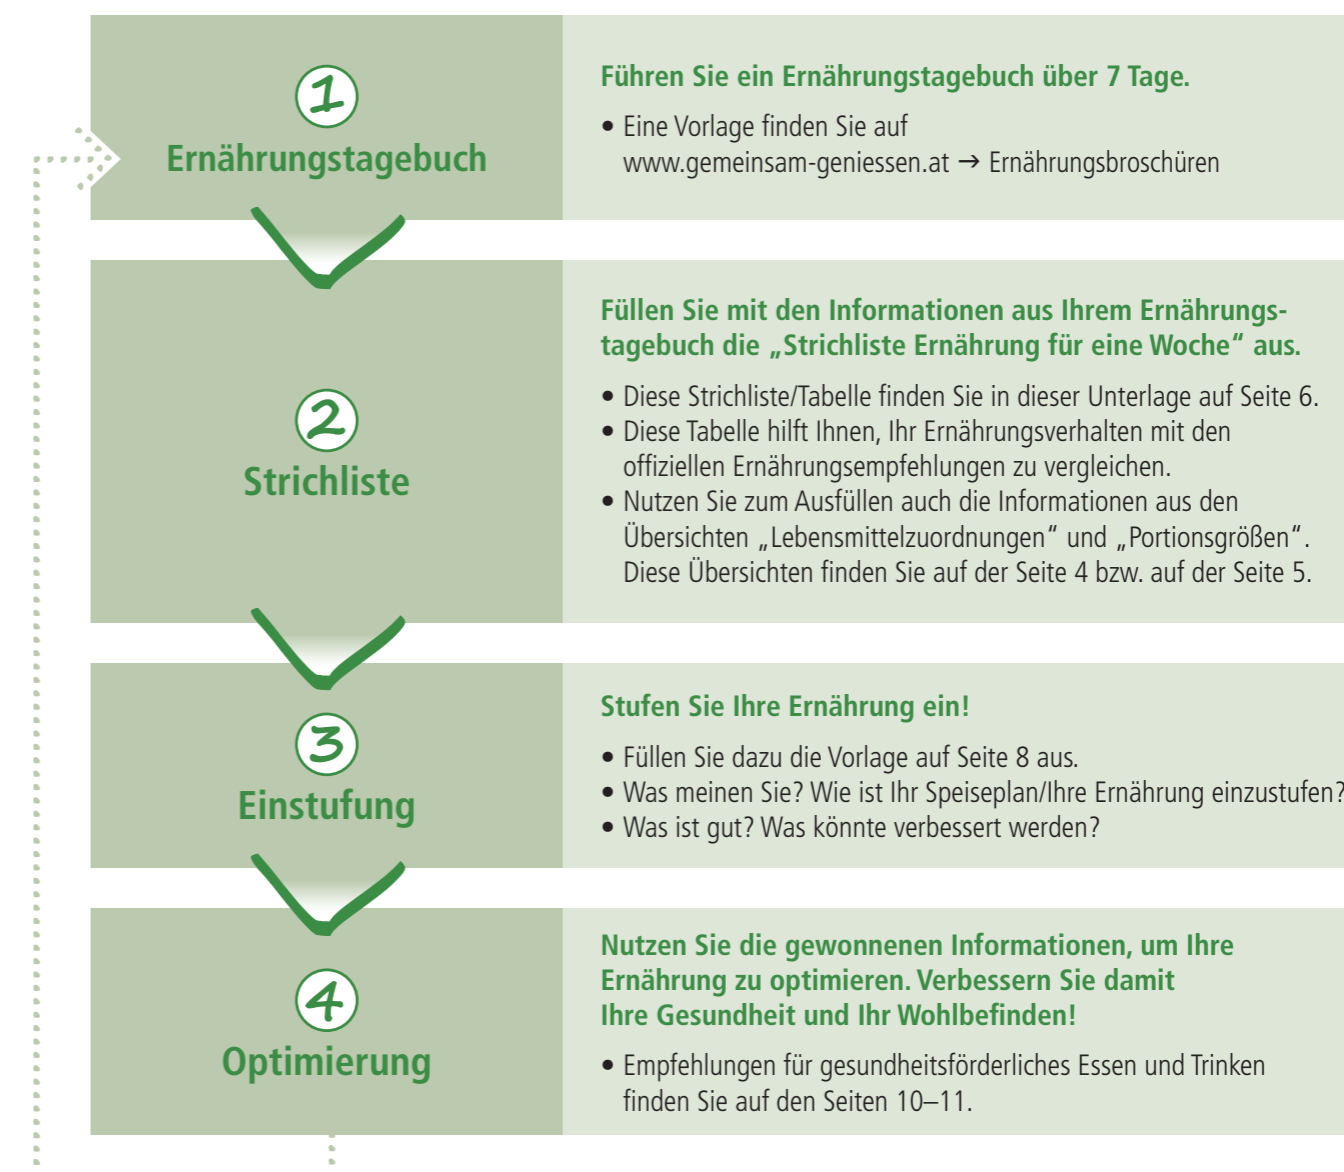 1
Ernährungstagebuch
Führen Sie ein Ernährungstagebuch über 7 Tage.
• Eine Vorlage finden Sie auf
www.gemeinsam-geniessen.at → Ernährungsbroschüren
2
Strichliste
Füllen Sie mit den Informationen aus Ihrem Ernährungs-
tagebuch die „Strichliste Ernährung für eine Woche“ aus.
• Diese Strichliste/Tabelle finden Sie in dieser Unterlage auf Seite 6.
• Diese Tabelle hilft Ihnen, Ihr Ernährungsverhalten mit den
offiziellen Ernährungsempfehlungen zu vergleichen.
• Nutzen Sie zum Ausfüllen auch die Informationen aus den
Übersichten „Lebensmittelzuordnungen“ und „Portionsgrößen“.
Diese Übersichten finden Sie auf der Seite 4 bzw. auf der Seite 5.
3
Einstufung
Stufen Sie Ihre Ernährung ein!
• Füllen Sie dazu die Vorlage auf Seite 8 aus.
• Was meinen Sie? Wie ist Ihr Speiseplan/Ihre Ernährung einzustufen?
• Was ist gut? Was könnte verbessert werden?
4
Optimierung
Nutzen Sie die gewonnenen Informationen, um Ihre
Ernährung zu optimieren. Verbessern Sie damit
Ihre Gesundheit und Ihr Wohlbefinden!
• Empfehlungen für gesundheitsförderliches Essen und Trinken
finden Sie auf den Seiten 10–11.